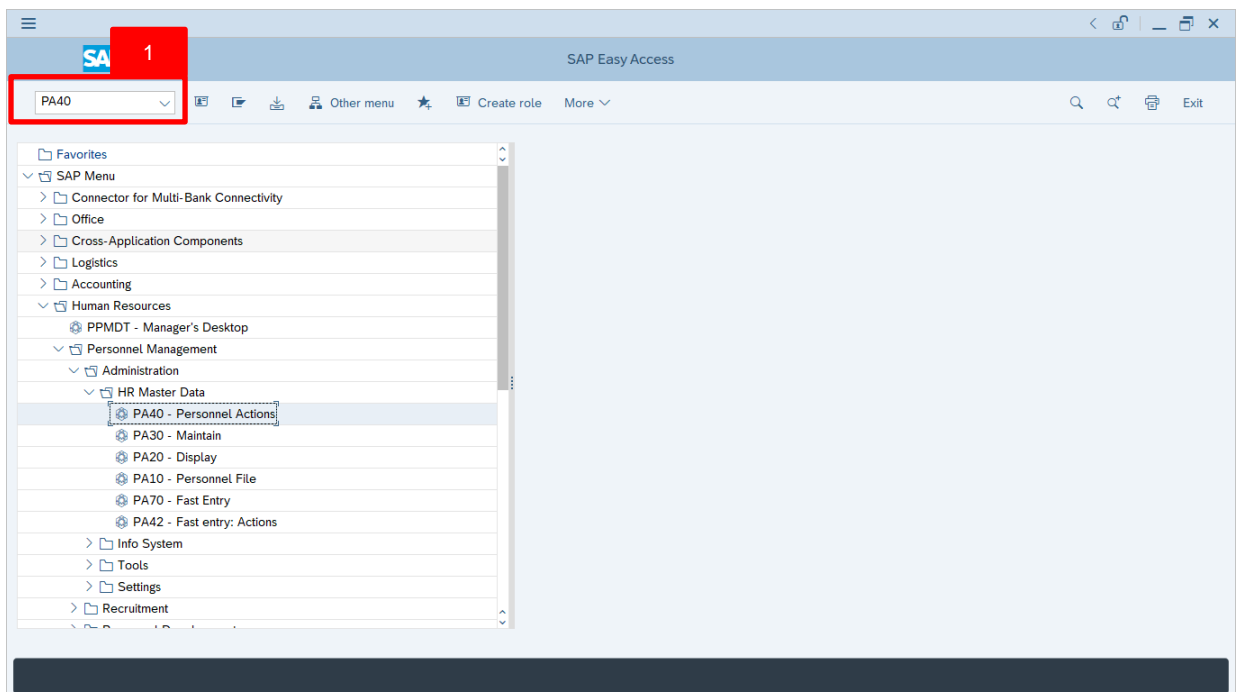 1
SA
SAP Easy Access
PA40 Other menu Create role More Exit
Favorites
SAP Menu
Connector for Multi-Bank Connectivity
Office
Cross-Application Components
Logistics
Accounting
Human Resources
PPMDT - Manager's Desktop
Personnel Management
Administration
HR Master Data
PA40 - Personnel Actions
PA30 - Maintain
PA20 - Display
PA10 - Personnel File
PA70 - Fast Entry
PA42 - Fast entry: Actions
Info System
Tools
Settings
Recruitment